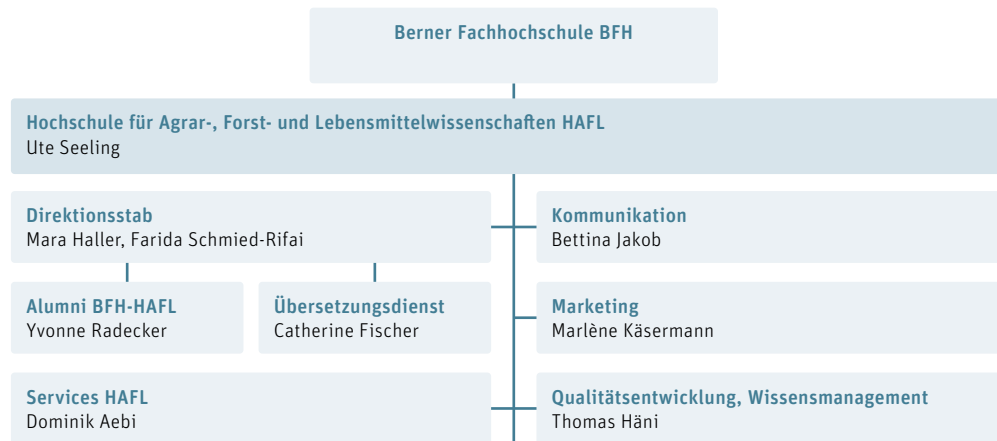 Berner Fachhochschule BFH
Hochschule für Agrar-, Forst- und Lebensmittelwissenschaften HAFL
Ute Seeling
Direktionsstab
Mara Haller, Farida Schmied-Rifai
Kommunikation
Bettina Jakob
Alumni BFH-HAFL
Yvonne Radecker
Übersetzungsdienst
Catherine Fischer
Marketing
Marlène Käsermann
Services HAFL
Dominik Aebi
Qualitätsentwicklung, Wissensmanagement
Thomas Häni